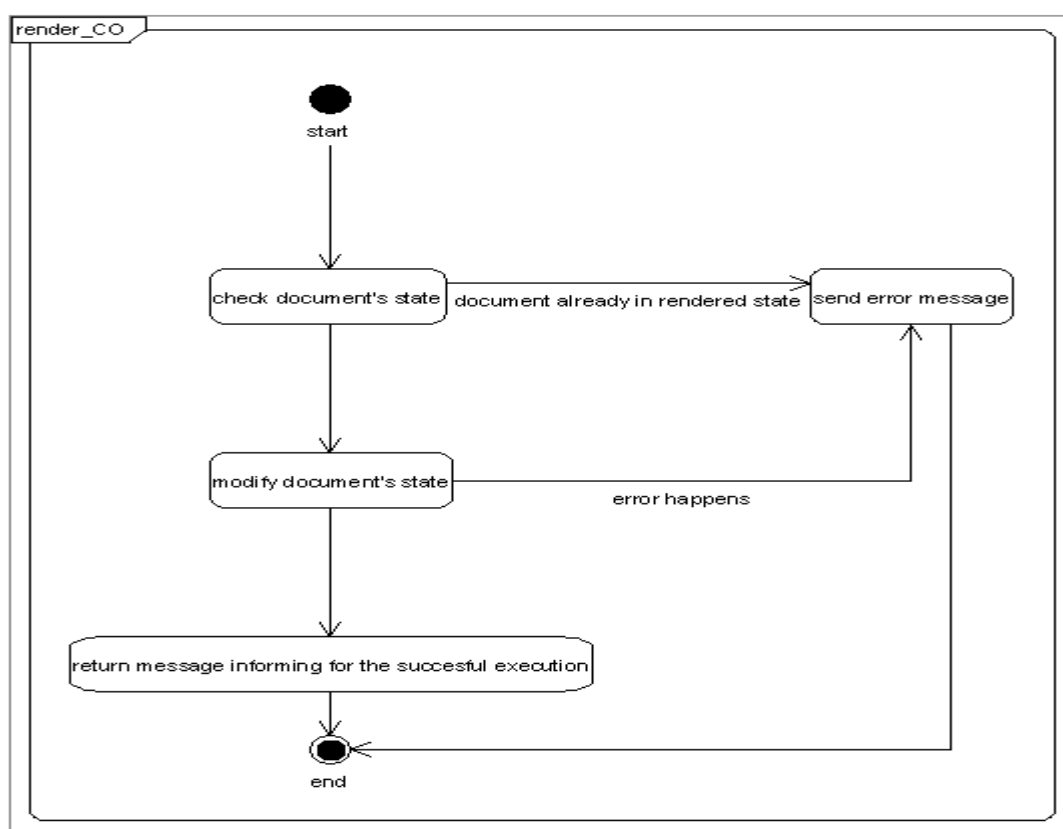 render_CO
start
check document's state
document already in rendered state
send error message
modify document's state
error happens
return message informing for the succesful execution
end